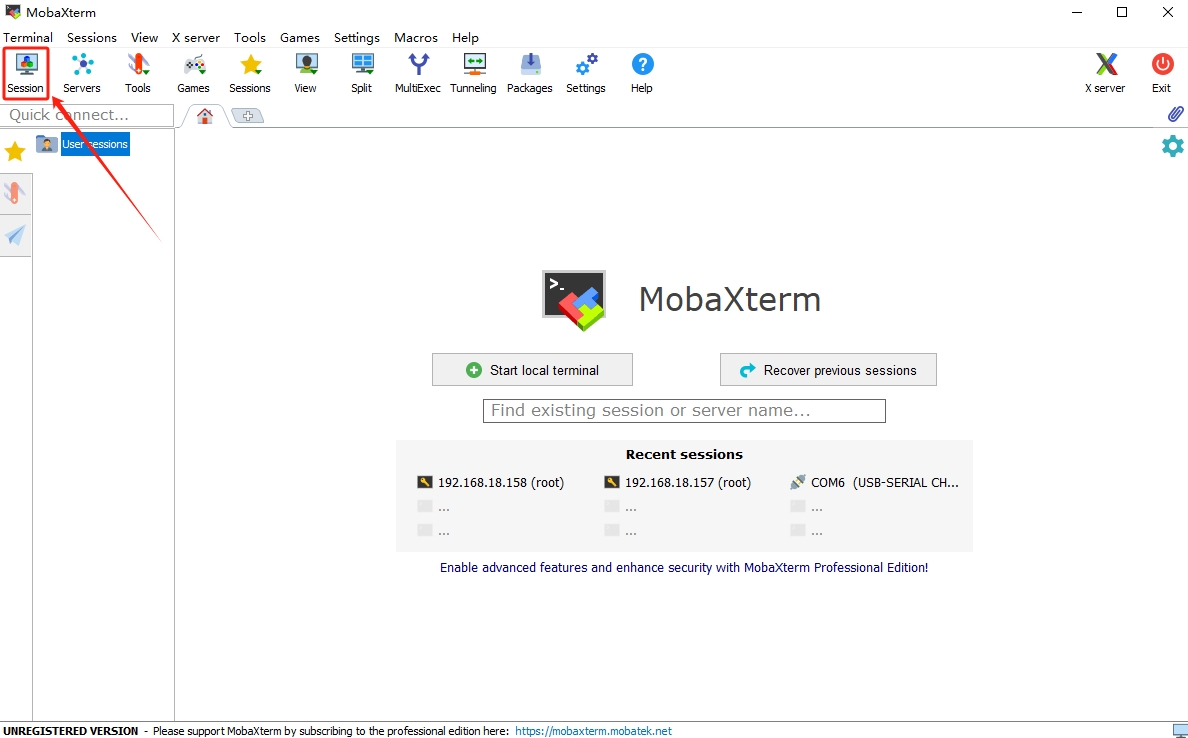 MobaXterm
Terminal Sessions View X server Tools Games Settings Macros Help
Session Servers Tools Games Sessions View Split MultiExec Tunneling Packages Settings Help X server Exit
Quick connect...
User sessions
>_
MobaXterm
Start local terminal Recover previous sessions
Find existing session or server name...
Recent sessions
192.168.18.158 (root) 192.168.18.157 (root) COM6 (USB-SERIAL CH...
... ... ...
... ... ...
Enable advanced features and enhance security with MobaXterm Professional Edition!
UNREGISTERED VERSION - Please support MobaXterm by subscribing to the professional edition here: https://mobaxterm.mobatek.net